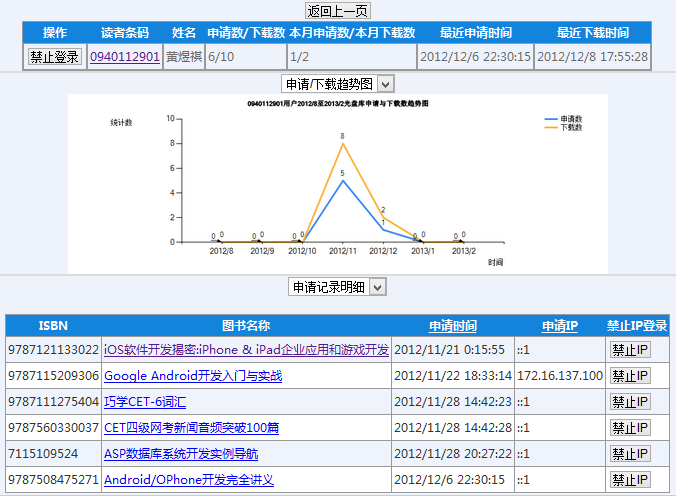 返回上一页
操作 读者条码 姓名 申请数/下载数 本月申请数/本月下载数 最近申请时间 最近下载时间
禁止登录 0940112901 黄煜祺 6/10 1/2 2012/12/6 22:30:15 2012/12/8 17:55:28
申请/下载趋势图
0940112901用户2012/8至2013/2光盘库申请与下载数趋势图
统计数
申请数
下载数
10
8
6
4
2
0
8
5
2
1
0 0 0 0 0 0 0 0 0 0
2012/8 2012/9 2012/10 2012/11 2012/12 2013/1 2013/2
时间
申请记录明细
ISBN 图书名称 申请时间 申请IP 禁止IP登录
9787121133022 iOS软件开发揭密:iPhone & iPad企业应用和游戏开发 2012/11/21 0:15:55 ::1 禁止IP
9787115209306 Google Android开发入门与实战 2012/11/22 18:33:14 172.16.137.100 禁止IP
9787111275404 巧学CET-6词汇 2012/11/28 14:42:23 ::1 禁止IP
9787560330037 CET四级网考新闻音频突破100篇 2012/11/28 14:42:28 ::1 禁止IP
7115109524 ASP数据库系统开发实例导航 2012/11/28 20:27:22 ::1 禁止IP
9787508475271 Android/OPhone开发完全讲义 2012/12/6 22:30:15 ::1 禁止IP